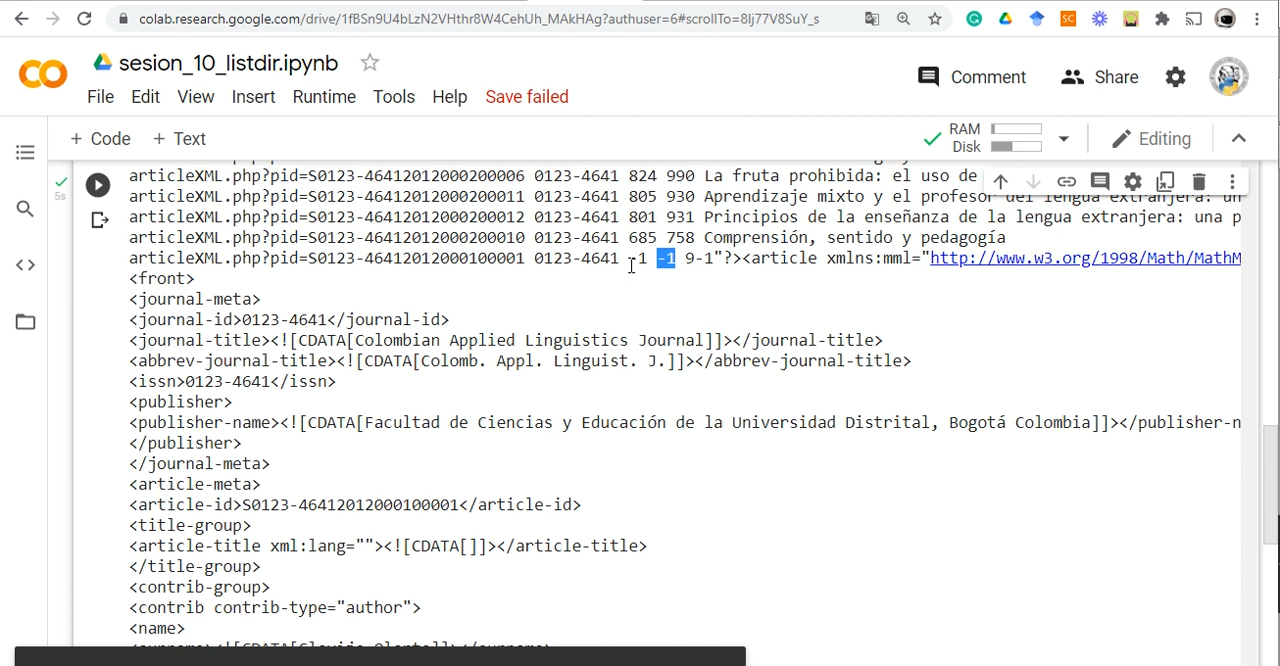 colab.research.google.com/drive/1fBSn9U4bLzN2VHthr8W4CehUh_MAkHAg?authuser=6#scrollTo=8Ij77V8SuY_s
sesion_10_listdir.ipynb
File Edit View Insert Runtime Tools Help Save failed
Comment Share
+ Code + Text
RAM
Disk
Editing
5s
articleXML.php?pid=S0123-46412012000200006 0123-4641 824 990 La fruta prohibida: el uso de
articleXML.php?pid=S0123-46412012000200011 0123-4641 805 930 Aprendizaje mixto y el profesor del lengua extranjera: un
articleXML.php?pid=S0123-46412012000200012 0123-4641 801 931 Principios de la enseñanza de la lengua extranjera: una p
articleXML.php?pid=S0123-46412012000200010 0123-4641 685 758 Comprensión, sentido y pedagogía
articleXML.php?pid=S0123-46412012000100001 0123-4641 -1 -1 9-1"?><article xmlns:mml="http://www.w3.org/1998/Math/MathM
<front>
<journal-meta>
<journal-id>0123-4641</journal-id>
<journal-title><![CDATA[Colombian Applied Linguistics Journal]]></journal-title>
<abbrev-journal-title><![CDATA[Colomb. Appl. Linguist. J.]]></abbrev-journal-title>
<issn>0123-4641</issn>
<publisher>
<publisher-name><![CDATA[Facultad de Ciencias y Educación de la Universidad Distrital, Bogotá Colombia]]></publisher-n
</publisher>
</journal-meta>
<article-meta>
<article-id>S0123-46412012000100001</article-id>
<title-group>
<article-title xml:lang=""><![CDATA[]]></article-title>
</title-group>
<contrib-group>
<contrib contrib-type="author">
<name>